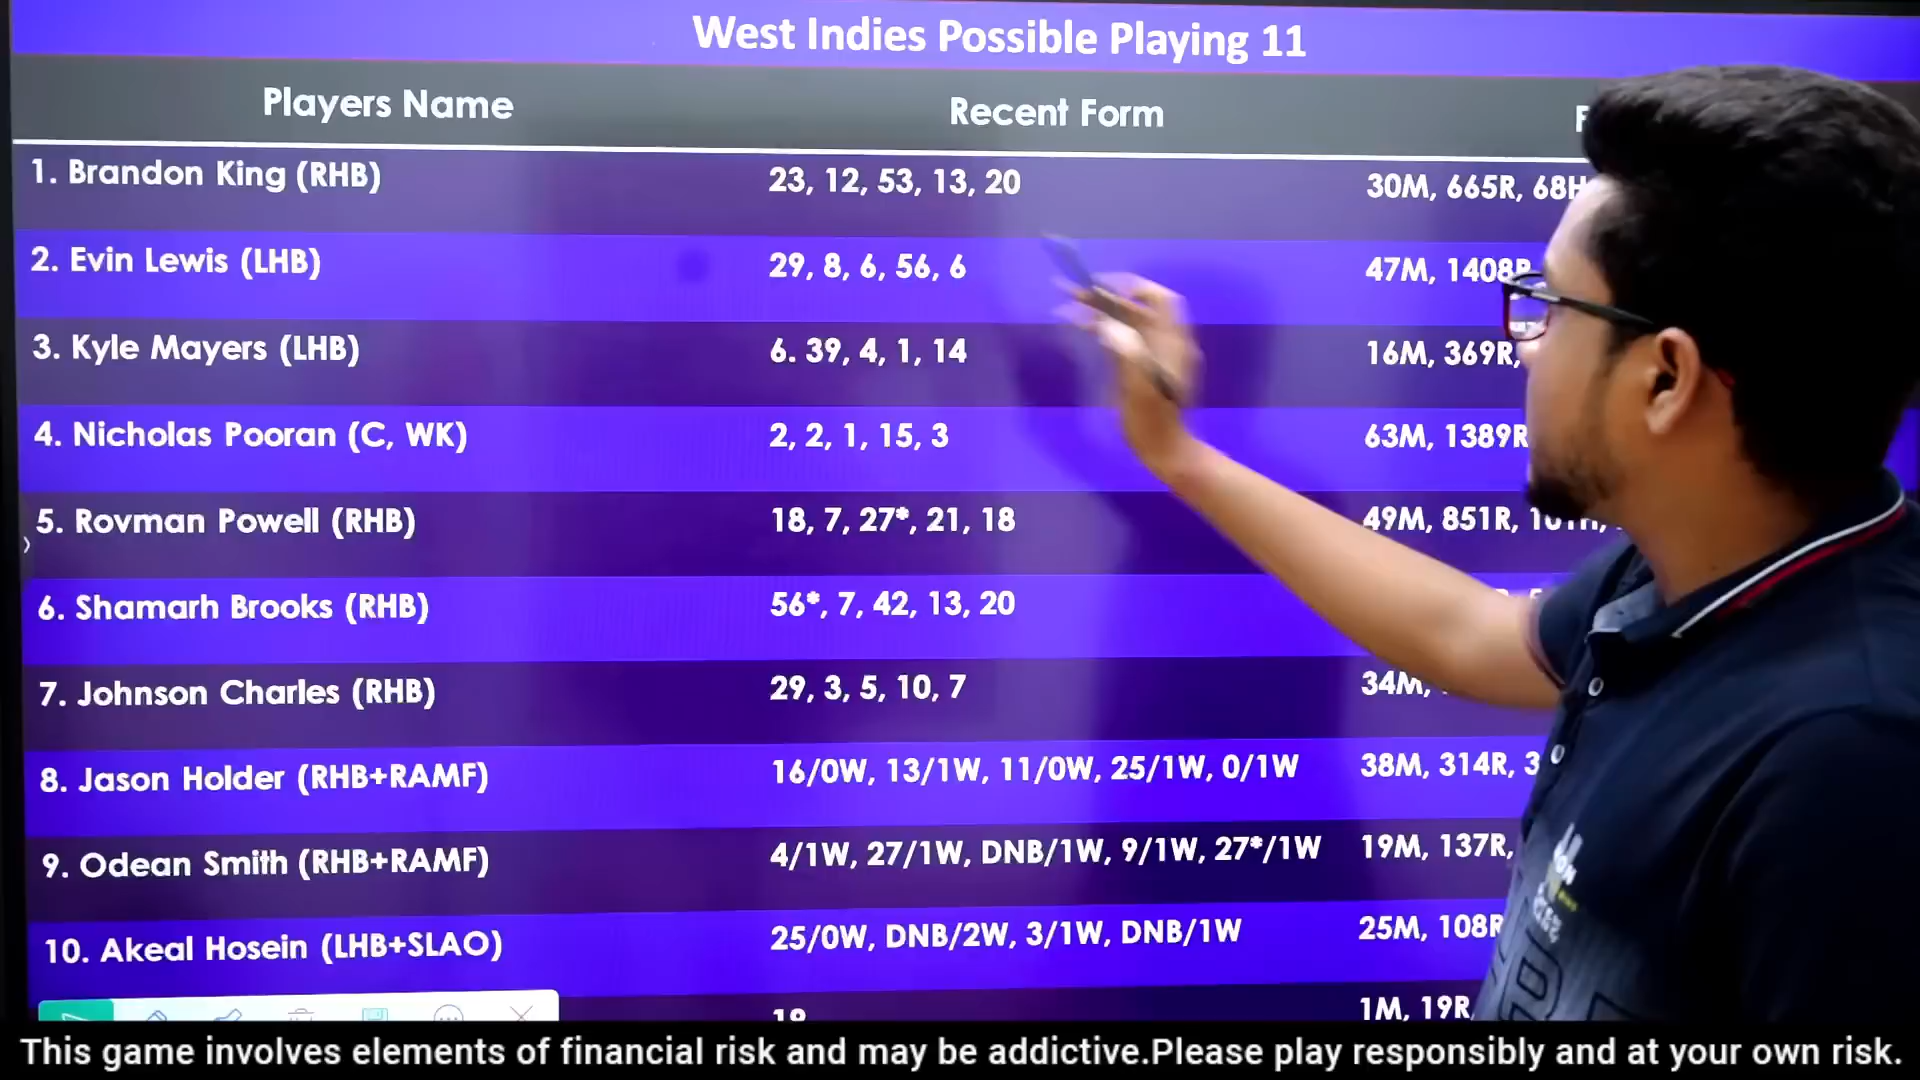 West Indies Possible Playing 11
Players Name Recent Form
1. Brandon King (RHB) 23, 12, 53, 13, 20 30M, 665R, 68H
2. Evin Lewis (LHB) 29, 8, 6, 56, 6 47M, 1408R
3. Kyle Mayers (LHB) 6. 39, 4, 1, 14 16M, 369R,
4. Nicholas Pooran (C, WK) 2, 2, 1, 15, 3 63M, 1389R
5. Rovman Powell (RHB) 18, 7, 27*, 21, 18 49M, 851R,
6. Shamarh Brooks (RHB) 56*, 7, 42, 13, 20
7. Johnson Charles (RHB) 29, 3, 5, 10, 7 34M,
8. Jason Holder (RHB+RAMF) 16/0W, 13/1W, 11/0W, 25/1W, 0/1W 38M, 314R, 3
9. Odean Smith (RHB+RAMF) 4/1W, 27/1W, DNB/1W, 9/1W, 27*/1W 19M, 137R,
10. Akeal Hosein (LHB+SLAO) 25/0W, DNB/2W, 3/1W, DNB/1W 25M, 108R
1M, 19R,
This game involves elements of financial risk and may be addictive.Please play responsibly and at your own risk.